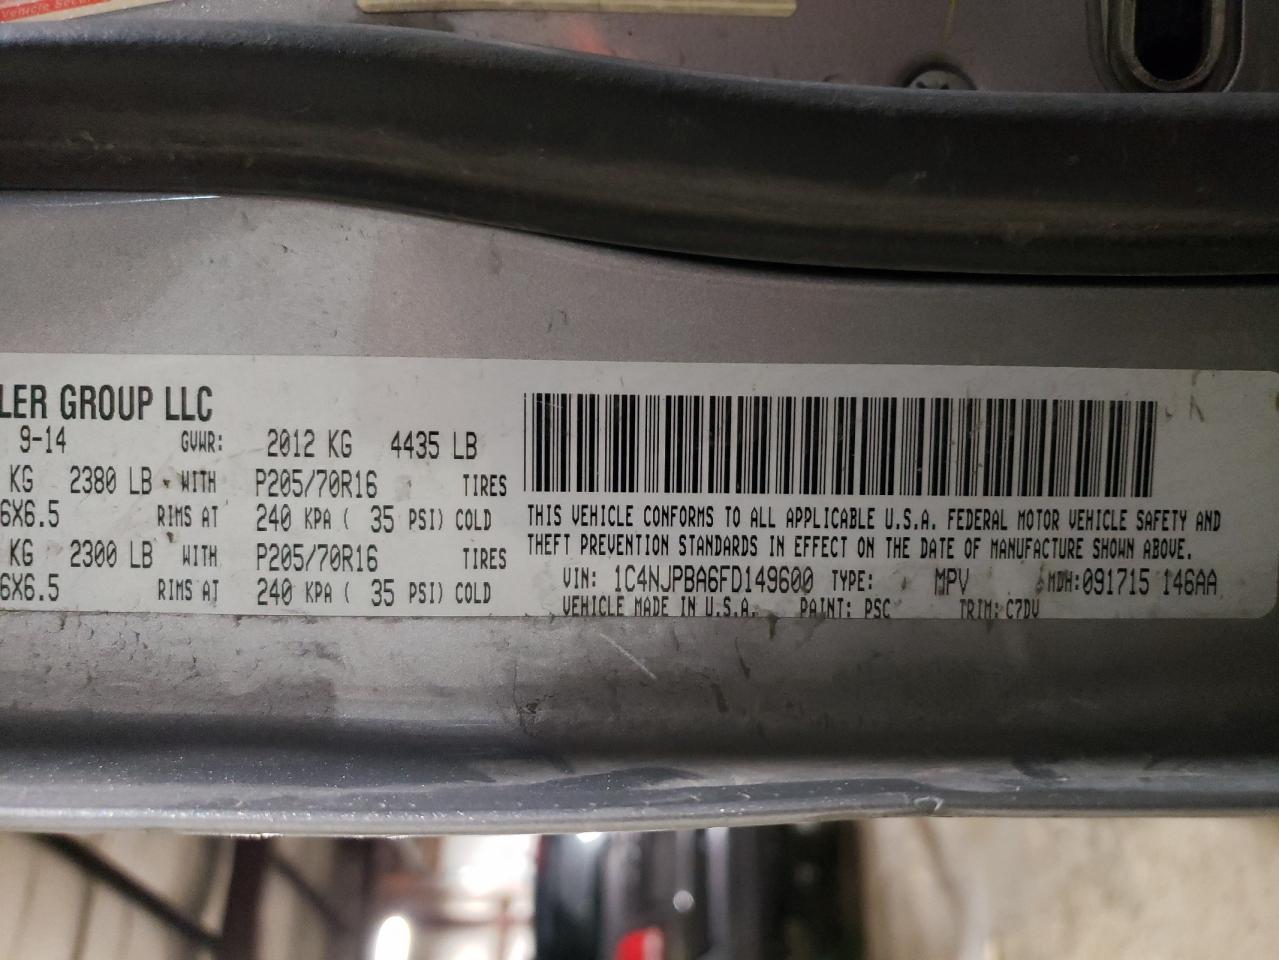 Vehicle Sec
LER GROUP LLC
9-14 GVWR: 2012 KG 4435 LB
KG 2380 LB WITH P205/70R16 TIRES
6X6.5 RIMS AT 240 KPA ( 35 PSI) COLD
KG 2300 LB WITH P205/70R16 TIRES
6X6.5 RIMS AT 240 KPA ( 35 PSI) COLD
THIS VEHICLE CONFORMS TO ALL APPLICABLE U.S.A. FEDERAL MOTOR VEHICLE SAFETY AND
THEFT PREVENTION STANDARDS IN EFFECT ON THE DATE OF MANUFACTURE SHOWN ABOVE.
VIN: 1C4NJPBA6FD149600 TYPE: MPV MDH:091715 146AA
VEHICLE MADE IN U.S.A. PAINT: PSC TRIM: C7DV